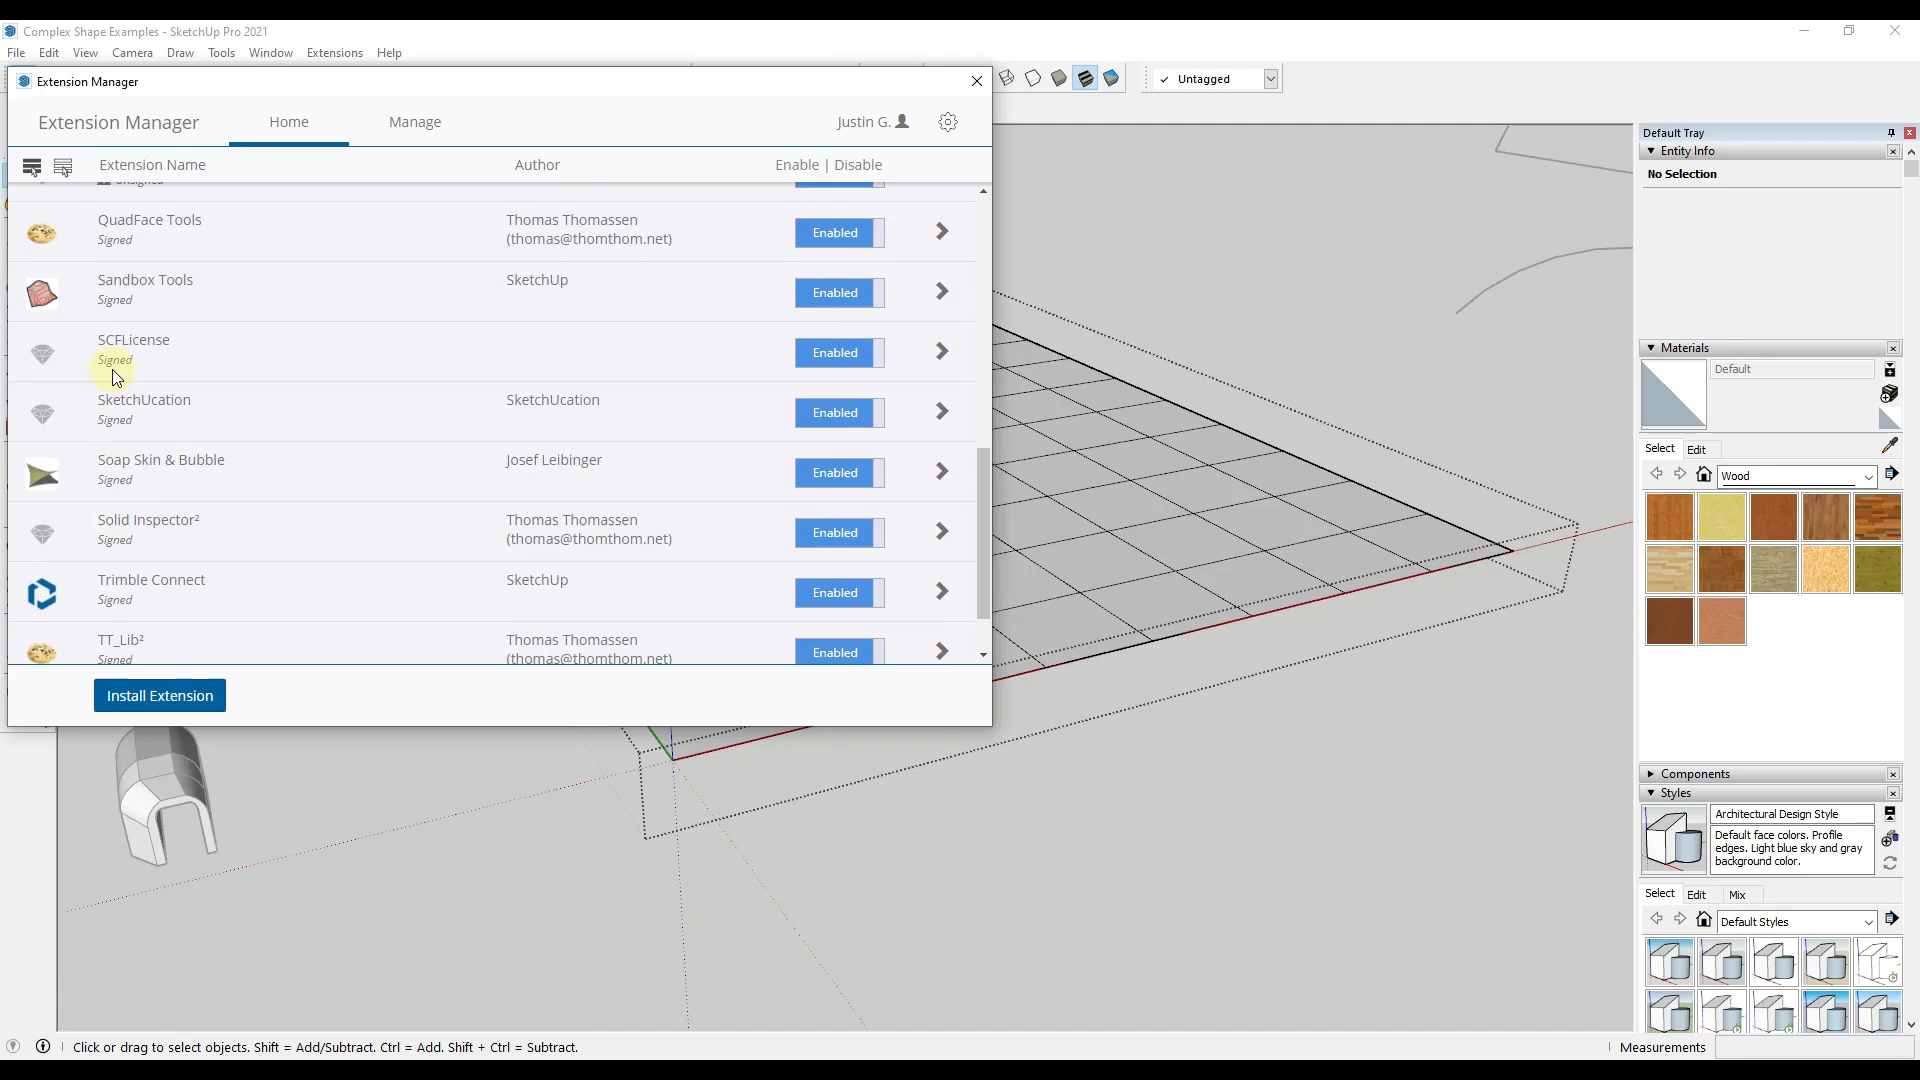 Complex Shape Examples - SketchUp Pro 2021
File Edit View Camera Draw Tools Window Extensions Help
Extension Manager
Untagged
Extension Manager Home Manage Justin G.
Extension Name Author Enable | Disable
Unsigned
QuadFace Tools Thomas Thomassen
Signed (thomas@thomthom.net) Enabled
Sandbox Tools SketchUp
Signed Enabled
SCFLicense
Signed Enabled
SketchUcation SketchUcation
Signed Enabled
Soap Skin & Bubble Josef Leibinger
Signed Enabled
Solid Inspector² Thomas Thomassen
Signed (thomas@thomthom.net) Enabled
Trimble Connect SketchUp
Signed Enabled
TT_Lib² Thomas Thomassen
Signed (thomas@thomthom.net) Enabled
Install Extension
Default Tray
Entity Info
No Selection
Materials
Default
Select Edit
Wood
Components
Styles
Architectural Design Style
Default face colors. Profile
edges. Light blue sky and gray
background color.
Select Edit Mix
Default Styles
Click or drag to select objects. Shift = Add/Subtract. Ctrl = Add. Shift + Ctrl = Subtract.
Measurements